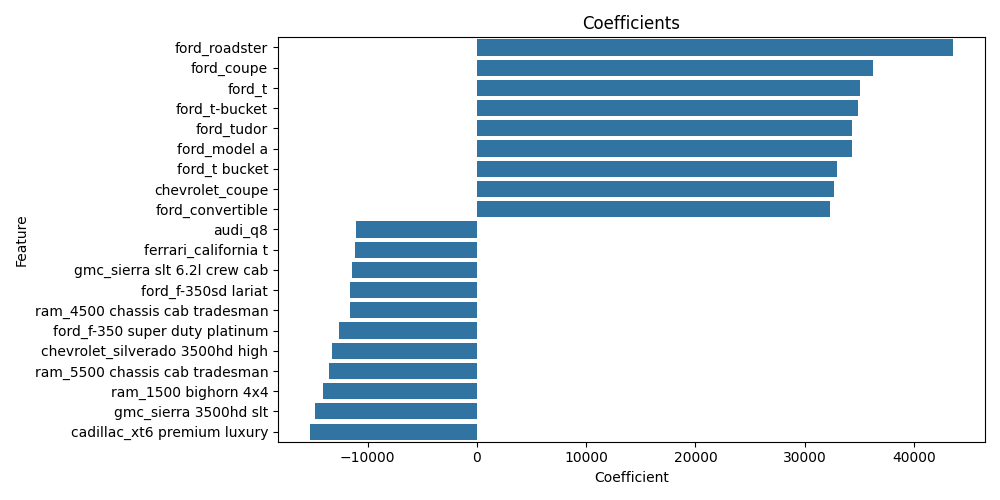 Coefficients
ford_roadster
ford_coupe
ford_t
ford_t-bucket
ford_tudor
ford_model a
ford_t bucket
chevrolet_coupe
ford_convertible
audi_q8
ferrari_california t
gmc_sierra slt 6.2l crew cab
ford_f-350sd lariat
ram_4500 chassis cab tradesman
ford_f-350 super duty platinum
chevrolet_silverado 3500hd high
ram_5500 chassis cab tradesman
ram_1500 bighorn 4x4
gmc_sierra 3500hd slt
cadillac_xt6 premium luxury
Feature
−10000 0 10000 20000 30000 40000
Coefficient